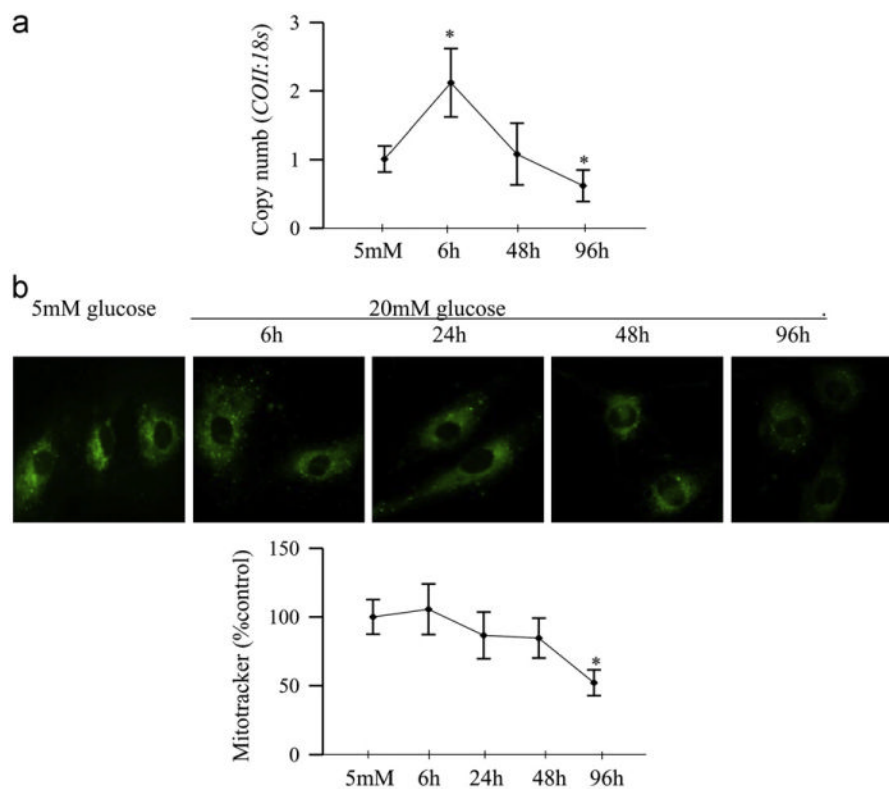 a
3
2
1
0
Copy numb (COII:18s)
*
*
5mM 6h 48h 96h
b
5mM glucose 20mM glucose .
6h 24h 48h 96h
150
100
50
0
Mitotracker (%control)
*
5mM 6h 24h 48h 96h